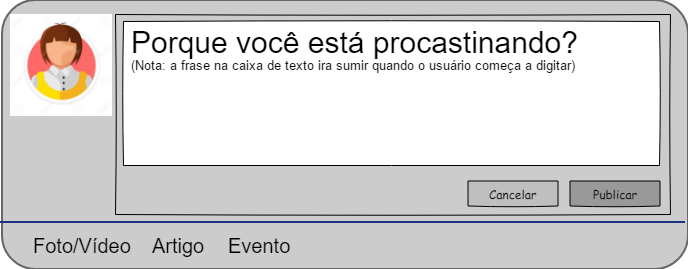 Porque você está procastinando?
(Nota: a frase na caixa de texto ira sumir quando o usuário começa a digitar)
Cancelar
Publicar
Foto/Vídeo
Artigo
Evento